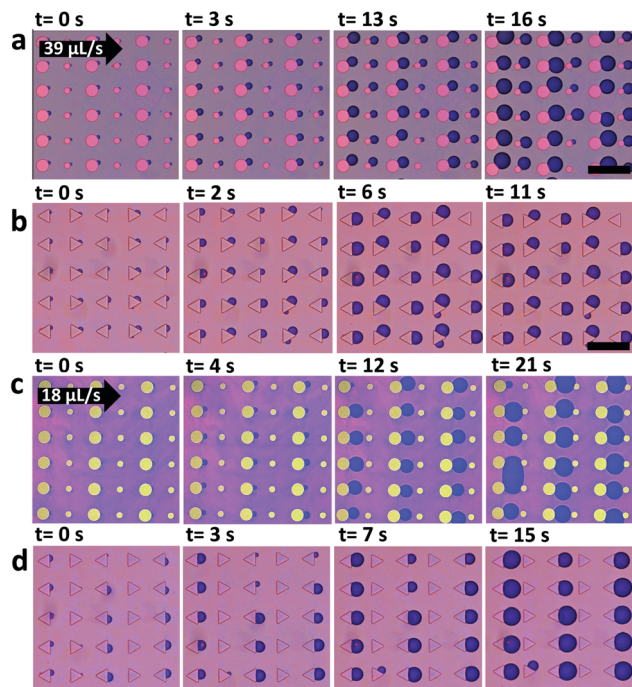 t= 0 s t= 3 s t= 13 s t= 16 s
a 39 µL/s
t= 0 s t= 2 s t= 6 s t= 11 s
b
t= 0 s t= 4 s t= 12 s t= 21 s
c 18 µL/s
t= 0 s t= 3 s t= 7 s t= 15 s
d